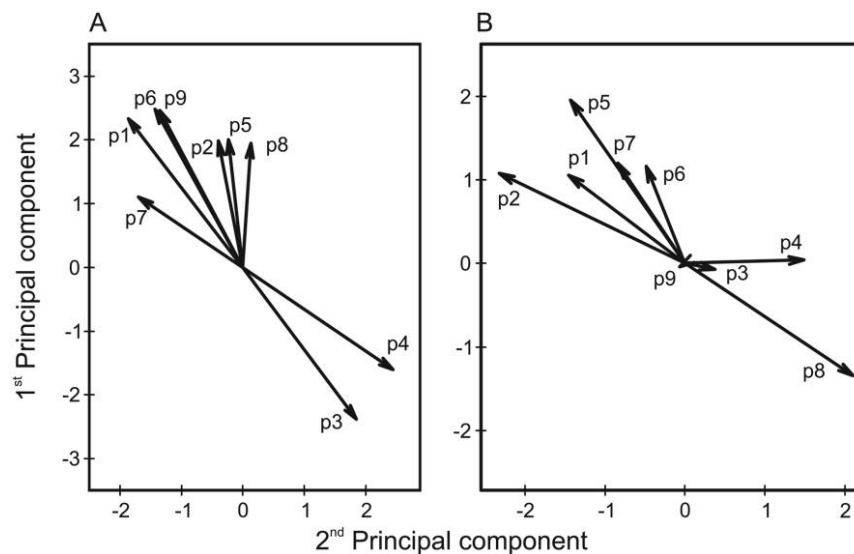 A
B
3
2
1
0
-1
-2
-3
p6 p9
p1
p2
p5
p8
p7
p4
p3
-2 -1 0 1 2
2
1
0
-1
-2
p5
p7
p1
p6
p2
p4
p9
p3
p8
-2 -1 0 1 2
1st Principal component
2nd Principal component